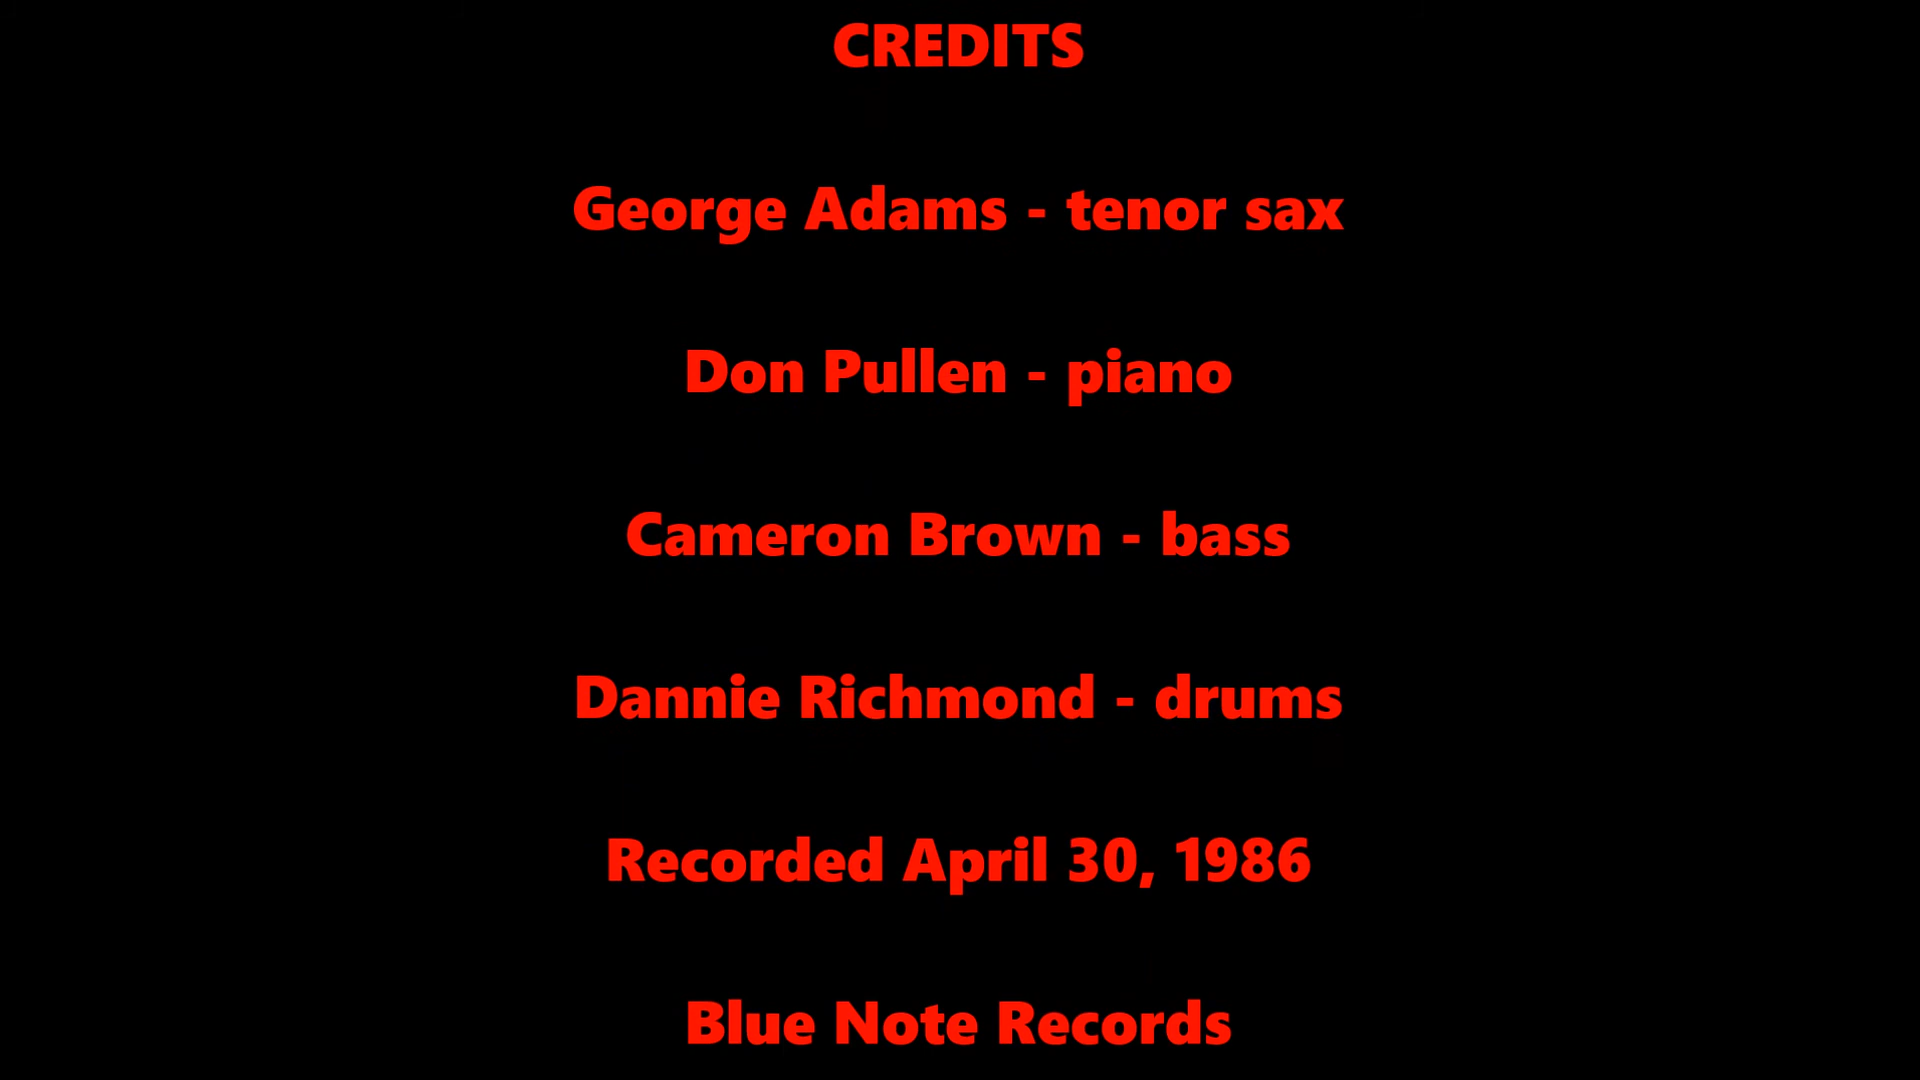 CREDITS
George Adams - tenor sax
Don Pullen - piano
Cameron Brown - bass
Dannie Richmond - drums
Recorded April 30, 1986
Blue Note Records